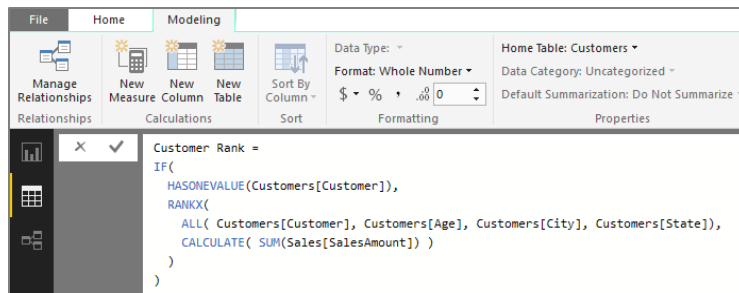 File Home Modeling
Data Type:
Home Table: Customers
Manage Relationships
New Measure
New Column
New Table
Sort By Column
Format: Whole Number
Data Category: Uncategorized
$ % , .00 0
Default Summarization: Do Not Summarize
Relationships Calculations Sort Formatting Properties
Customer Rank =
IF(
HASONEVALUE(Customers[Customer]),
RANKX(
ALL( Customers[Customer], Customers[Age], Customers[City], Customers[State]),
CALCULATE( SUM(Sales[SalesAmount]) )
)
)